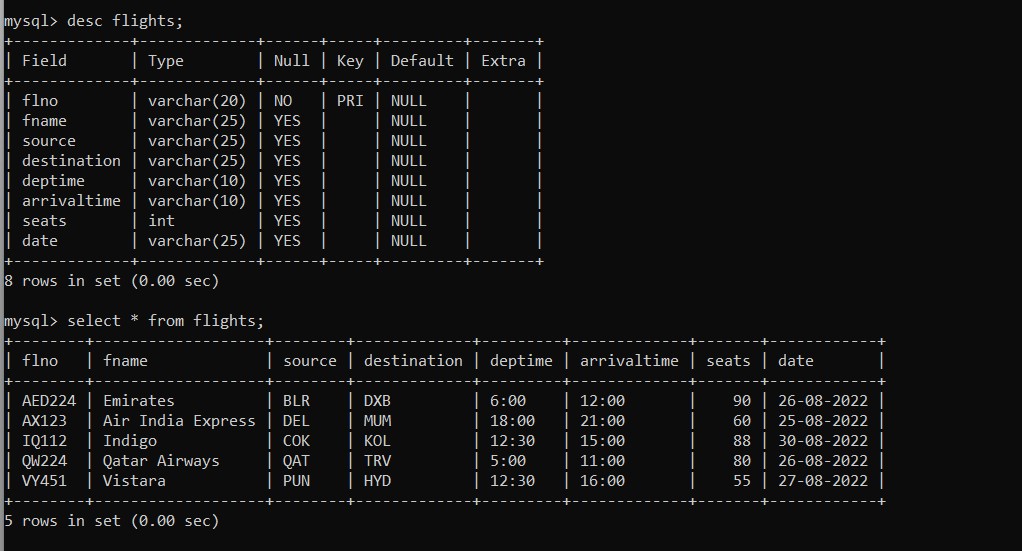 mysql> desc flights;
+-------------+-------------+------+-----+---------+-------+
| Field       | Type        | Null | Key | Default | Extra |
+-------------+-------------+------+-----+---------+-------+
| flno        | varchar(20) | NO   | PRI | NULL    |       |
| fname       | varchar(25) | YES  |     | NULL    |       |
| source      | varchar(25) | YES  |     | NULL    |       |
| destination | varchar(25) | YES  |     | NULL    |       |
| deptime     | varchar(10) | YES  |     | NULL    |       |
| arrivaltime | varchar(10) | YES  |     | NULL    |       |
| seats       | int         | YES  |     | NULL    |       |
| date        | varchar(25) | YES  |     | NULL    |       |
+-------------+-------------+------+-----+---------+-------+
8 rows in set (0.00 sec)
mysql> select * from flights;
+--------+-------------------+--------+-------------+---------+-------------+-------+------------+
| flno   | fname             | source | destination | deptime | arrivaltime | seats | date       |
+--------+-------------------+--------+-------------+---------+-------------+-------+------------+
| AED224 | Emirates          | BLR    | DXB         | 6:00    | 12:00       |    90 | 26-08-2022 |
| AX123  | Air India Express | DEL    | MUM         | 18:00   | 21:00       |    60 | 25-08-2022 |
| IQ112  | Indigo            | COK    | KOL         | 12:30   | 15:00       |    88 | 30-08-2022 |
| QW224  | Qatar Airways     | QAT    | TRV         | 5:00    | 11:00       |    80 | 26-08-2022 |
| VY451  | Vistara           | PUN    | HYD         | 12:30   | 16:00       |    55 | 27-08-2022 |
+--------+-------------------+--------+-------------+---------+-------------+-------+------------+
5 rows in set (0.00 sec)